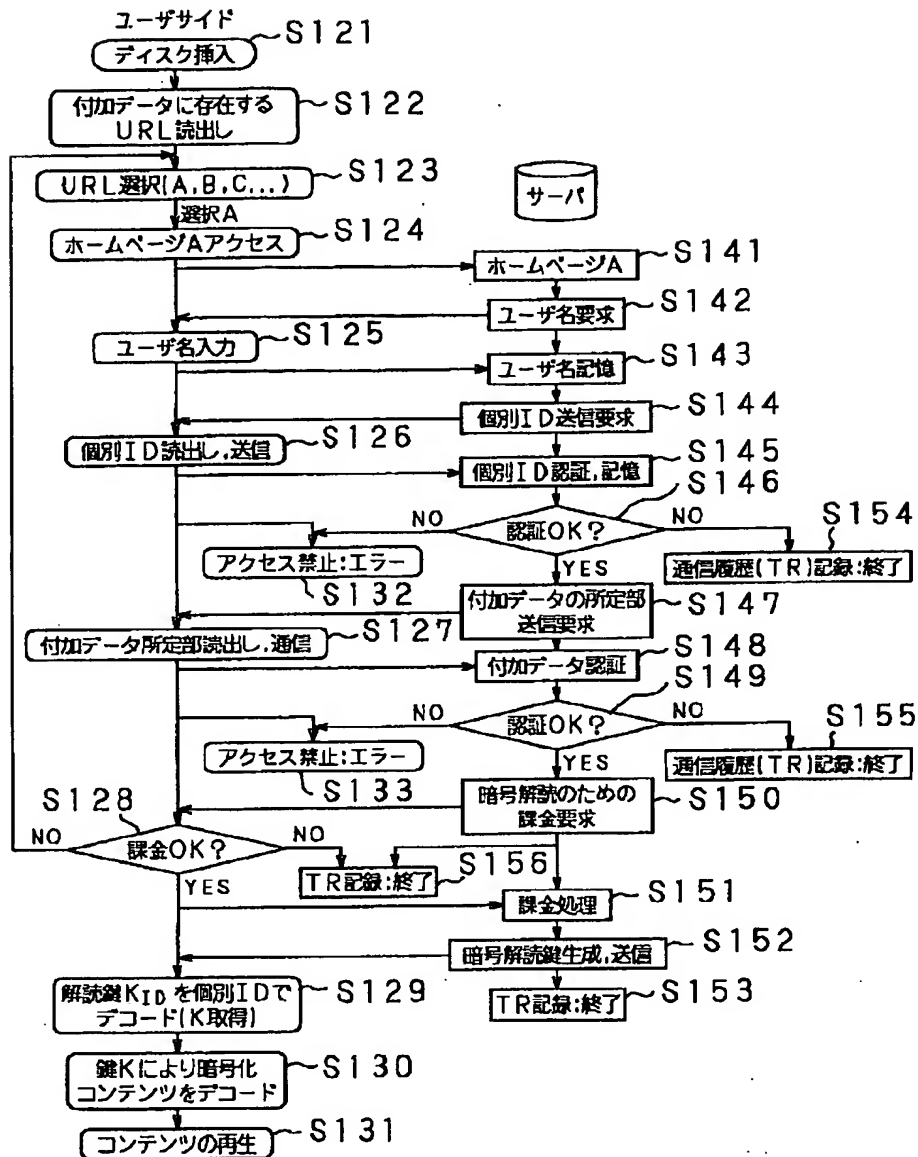 ユーザサイド
ディスク挿入
S121
付加データに存在する
URL読出し
S122
URL選択(A,B,C...)
S123
サーバ
選択A
ホームページAアクセス
S124
ホームページA
S141
ユーザ名要求
S142
ユーザ名入力
S125
ユーザ名記憶
S143
個別ID送信要求
S144
個別ID読出し,送信
S126
個別ID認証,記憶
S145
S146
NO
認証OK?
NO
S154
アクセス禁止:エラー
YES
通信履歴(TR)記録:終了
S132
付加データの所定部
送信要求
S147
付加データ所定部読出し,通信
S127
付加データ認証
S148
S149
NO
認証OK?
NO
S155
アクセス禁止:エラー
YES
通信履歴(TR)記録:終了
S133
暗号解読のための
課金要求
S150
S128
NO
課金OK?
NO
YES
TR記録:終了
S156
課金処理
S151
暗号解読鍵生成,送信
S152
解読鍵KIDを個別IDで
デコード(K取得)
S129
TR記録:終了
S153
鍵Kにより暗号化
コンテンツをデコード
S130
コンテンツの再生
S131